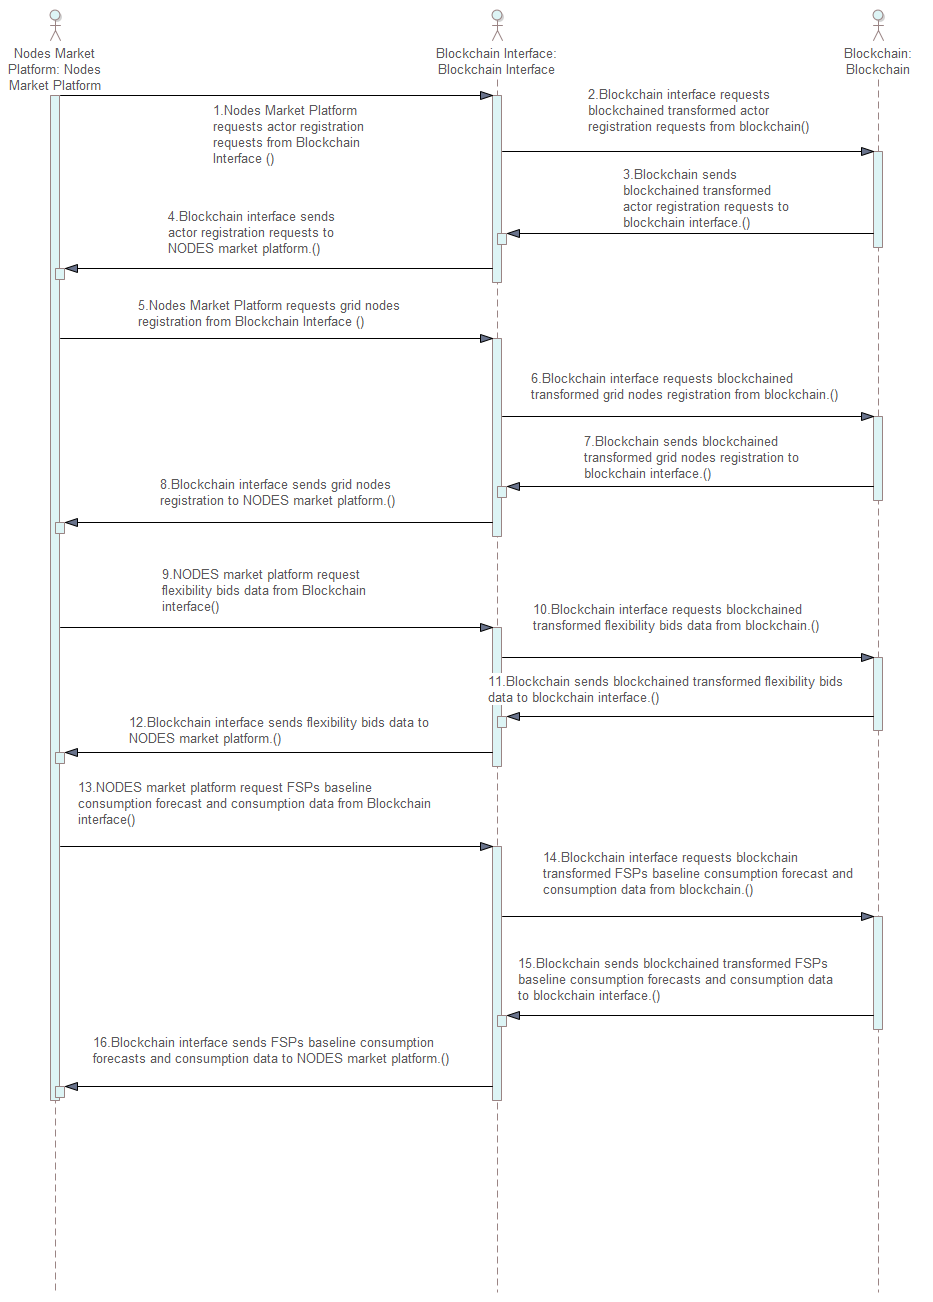 Nodes Market
Platform: Nodes
Market Platform
Blockchain Interface:
Blockchain Interface
Blockchain:
Blockchain
1.Nodes Market Platform
requests actor registration
requests from Blockchain
Interface ()
2.Blockchain interface requests
blockchained transformed actor
registration requests from blockchain()
3.Blockchain sends
blockchained transformed
actor registration requests to
blockchain interface.()
4.Blockchain interface sends
actor registration requests to
NODES market platform.()
5.Nodes Market Platform requests grid nodes
registration from Blockchain Interface ()
6.Blockchain interface requests blockchained
transformed grid nodes registration from blockchain.()
7.Blockchain sends blockchained
transformed grid nodes registration to
blockchain interface.()
8.Blockchain interface sends grid nodes
registration to NODES market platform.()
9.NODES market platform request
flexibility bids data from Blockchain
interface()
10.Blockchain interface requests blockchained
transformed flexibility bids data from blockchain.()
11.Blockchain sends blockchained transformed flexibility bids
data to blockchain interface.()
12.Blockchain interface sends flexibility bids data to
NODES market platform.()
13.NODES market platform request FSPs baseline
consumption forecast and consumption data from Blockchain
interface()
14.Blockchain interface requests blockchain
transformed FSPs baseline consumption forecast and
consumption data from blockchain.()
15.Blockchain sends blockchained transformed FSPs
baseline consumption forecasts and consumption data
to blockchain interface.()
16.Blockchain interface sends FSPs baseline consumption
forecasts and consumption data to NODES market platform.()